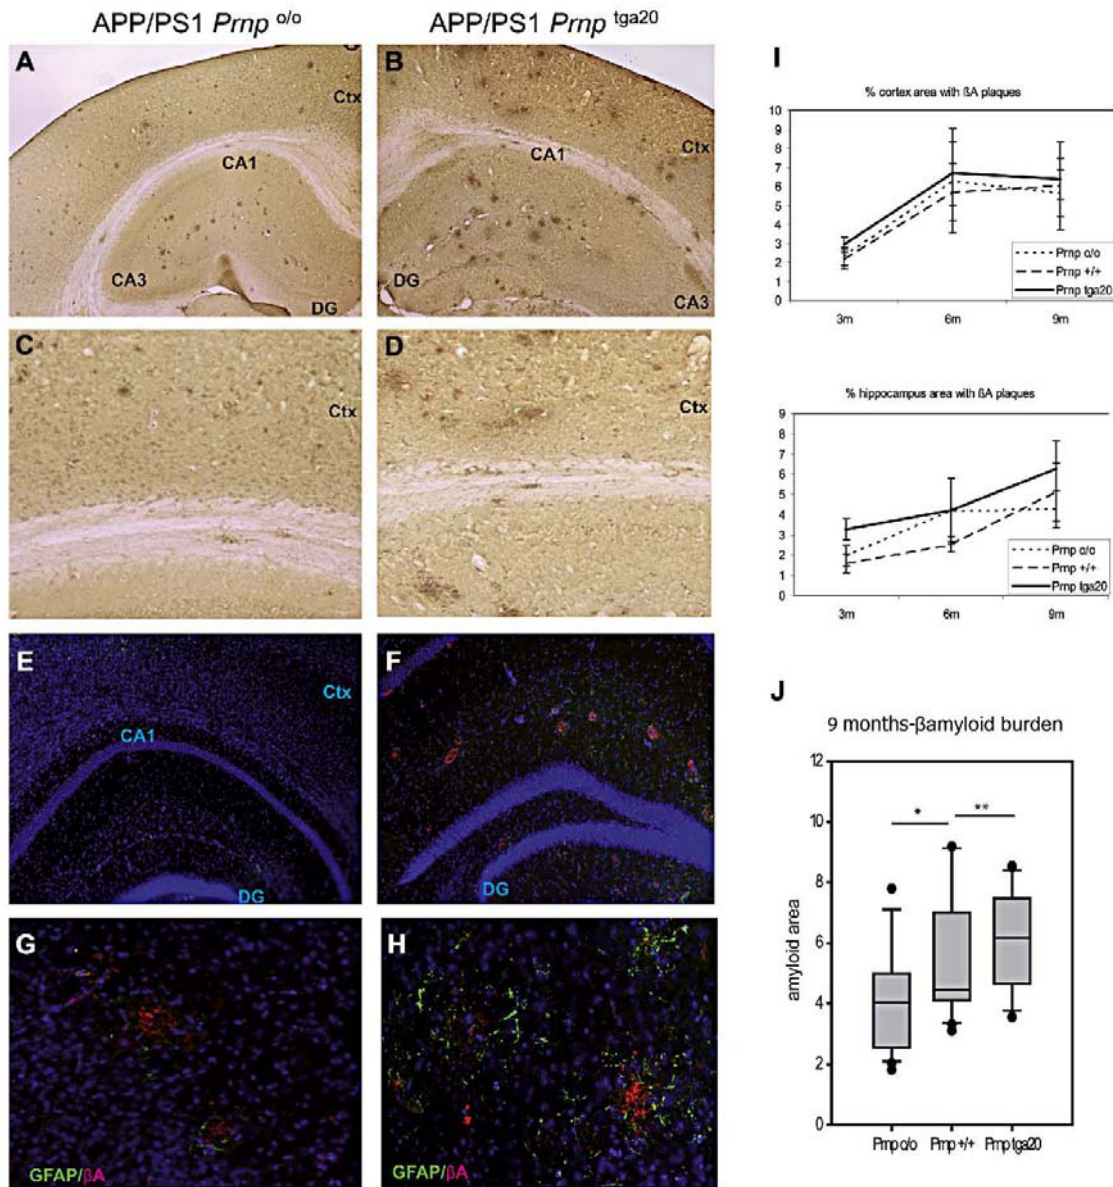 APP/PS1 Prnp o/o
APP/PS1 Prnp tga20
A
Ctx
CA1
CA3
DG
B
CA1
Ctx
DG
CA3
C
Ctx
D
Ctx
E
Ctx
CA1
DG
F
DG
G
GFAP/βA
H
GFAP/βA
I
% cortex area with ßA plaques
10
9
8
7
6
5
4
3
2
1
0
3m
6m
9m
Prnp o/o
Prnp +/+
Prnp tga20
% hippocampus area with ßA plaques
9
8
7
6
5
4
3
2
1
0
3m
6m
9m
Prnp o/o
Prnp +/+
Prnp tga20
J
9 months-βamyloid burden
amyloid area
12
10
8
6
4
2
0
*
**
Prnp o/o
Prnp +/+
Prnp tga20